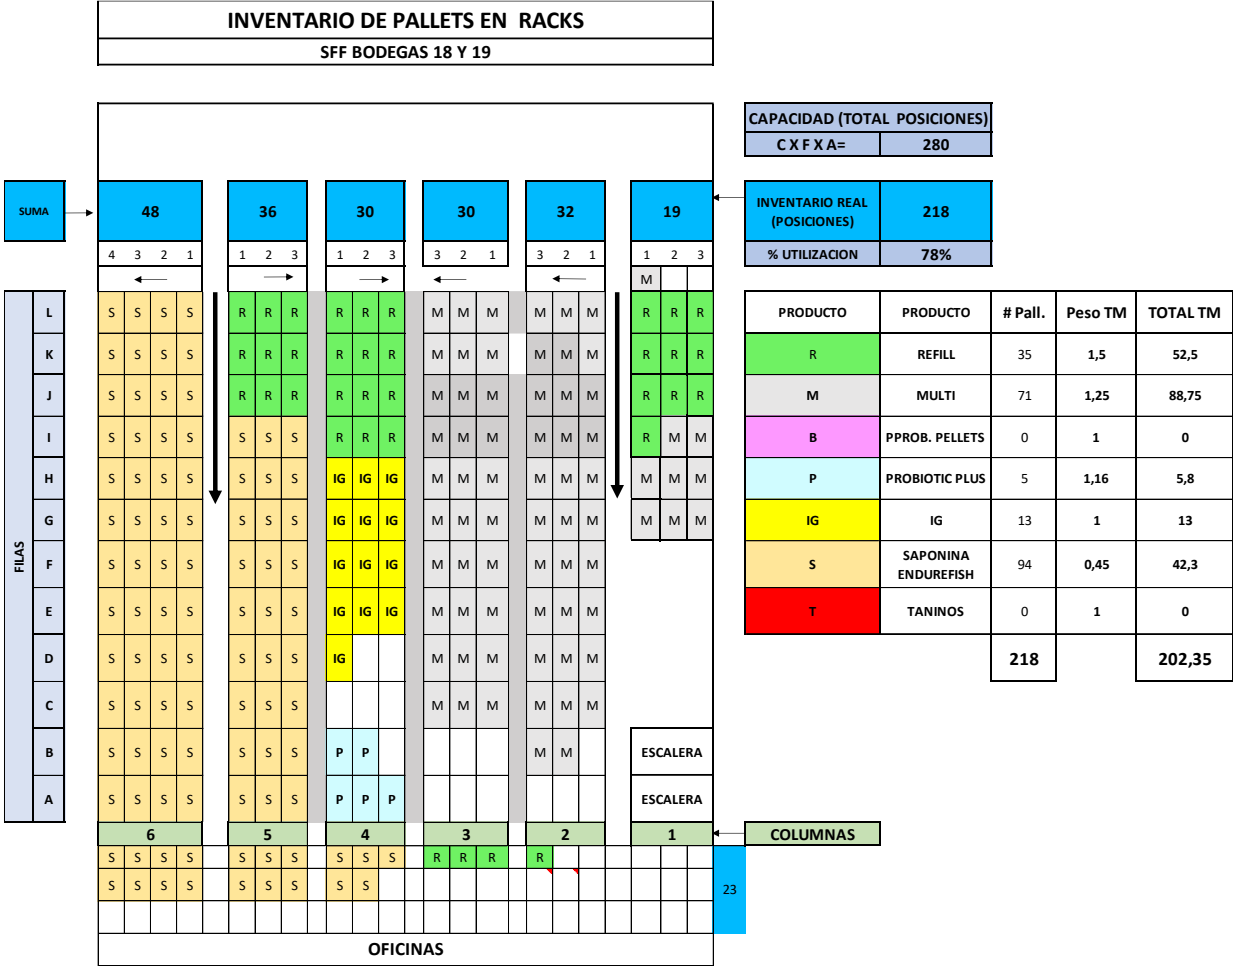 INVENTARIO DE PALLETS EN RACKS
SFF BODEGAS 18 Y 19
CAPACIDAD (TOTAL POSICIONES)
C X F X A= 280
SUMA 48 36 30 30 32 19 INVENTARIO REAL (POSICIONES) 218
4 3 2 1 1 2 3 1 2 3 3 2 1 3 2 1 1 2 3 % UTILIZACION 78%
M
FILAS
L S S S S R R R R R R M M M M M M R R R
K S S S S R R R R R R M M M M M M R R R
J S S S S R R R R R R M M M M M M R R R
I S S S S S S S R R R M M M M M M R M M
H S S S S S S S IG IG IG M M M M M M M M M
G S S S S S S S IG IG IG M M M M M M M M M
F S S S S S S S IG IG IG M M M M M M
E S S S S S S S IG IG IG M M M M M M
D S S S S S S S IG M M M M M M
C S S S S S S S M M M M M M
B S S S S S S S P P M M ESCALERA
A S S S S S S S P P P ESCALERA
6 5 4 3 2 1 COLUMNAS
S S S S S S S S S S R R R R
S S S S S S S S S
23
OFICINAS
PRODUCTO PRODUCTO # Pall. Peso TM TOTAL TM
R REFILL 35 1,5 52,5
M MULTI 71 1,25 88,75
B PPROB. PELLETS 0 1 0
P PROBIOTIC PLUS 5 1,16 5,8
IG IG 13 1 13
S SAPONINA ENDUREFISH 94 0,45 42,3
T TANINOS 0 1 0
218 202,35